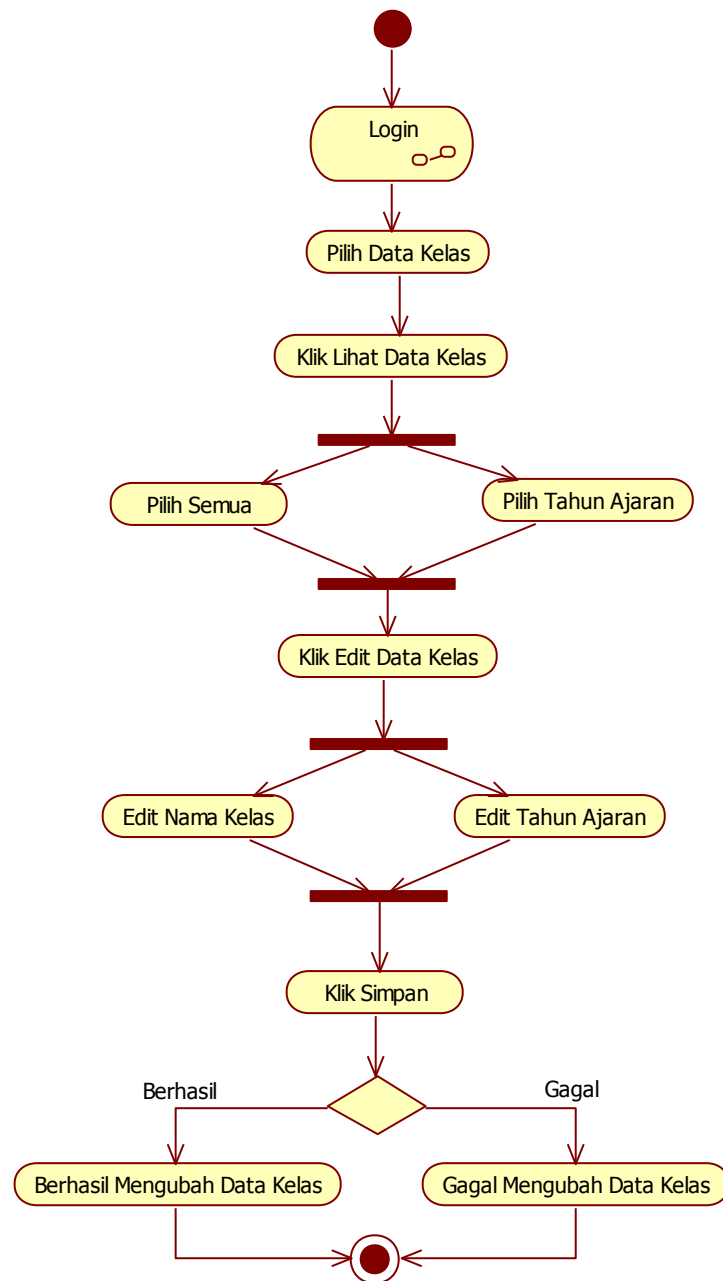 Login
Pilih Data Kelas
Klik Lihat Data Kelas
Pilih Semua
Pilih Tahun Ajaran
Klik Edit Data Kelas
Edit Nama Kelas
Edit Tahun Ajaran
Klik Simpan
Berhasil
Gagal
Berhasil Mengubah Data Kelas
Gagal Mengubah Data Kelas